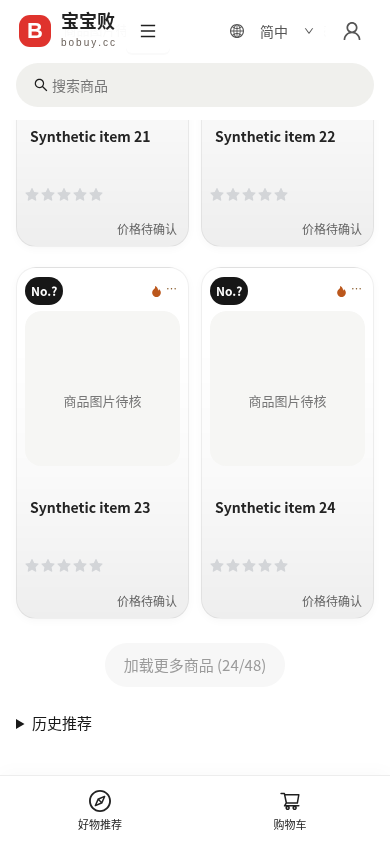 B 宝宝败
bobuy.cc
简中
搜索商品
Synthetic item 21
Synthetic item 22
价格待确认
价格待确认
No.?
...
No.?
...
商品图片待核
商品图片待核
Synthetic item 23
Synthetic item 24
价格待确认
价格待确认
加载更多商品 (24/48)
历史推荐
好物推荐
购物车